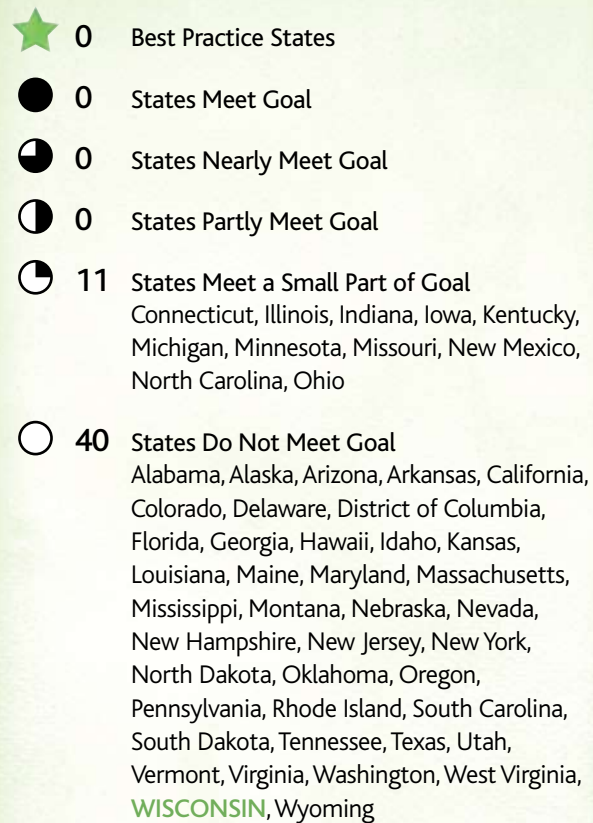 0 Best Practice States
0 States Meet Goal
0 States Nearly Meet Goal
0 States Partly Meet Goal
11 States Meet a Small Part of Goal
Connecticut, Illinois, Indiana, Iowa, Kentucky,
Michigan, Minnesota, Missouri, New Mexico,
North Carolina, Ohio
40 States Do Not Meet Goal
Alabama, Alaska, Arizona, Arkansas, California,
Colorado, Delaware, District of Columbia,
Florida, Georgia, Hawaii, Idaho, Kansas,
Louisiana, Maine, Maryland, Massachusetts,
Mississippi, Montana, Nebraska, Nevada,
New Hampshire, New Jersey, New York,
North Dakota, Oklahoma, Oregon,
Pennsylvania, Rhode Island, South Carolina,
South Dakota, Tennessee, Texas, Utah,
Vermont, Virginia, Washington, West Virginia,
WISCONSIN, Wyoming